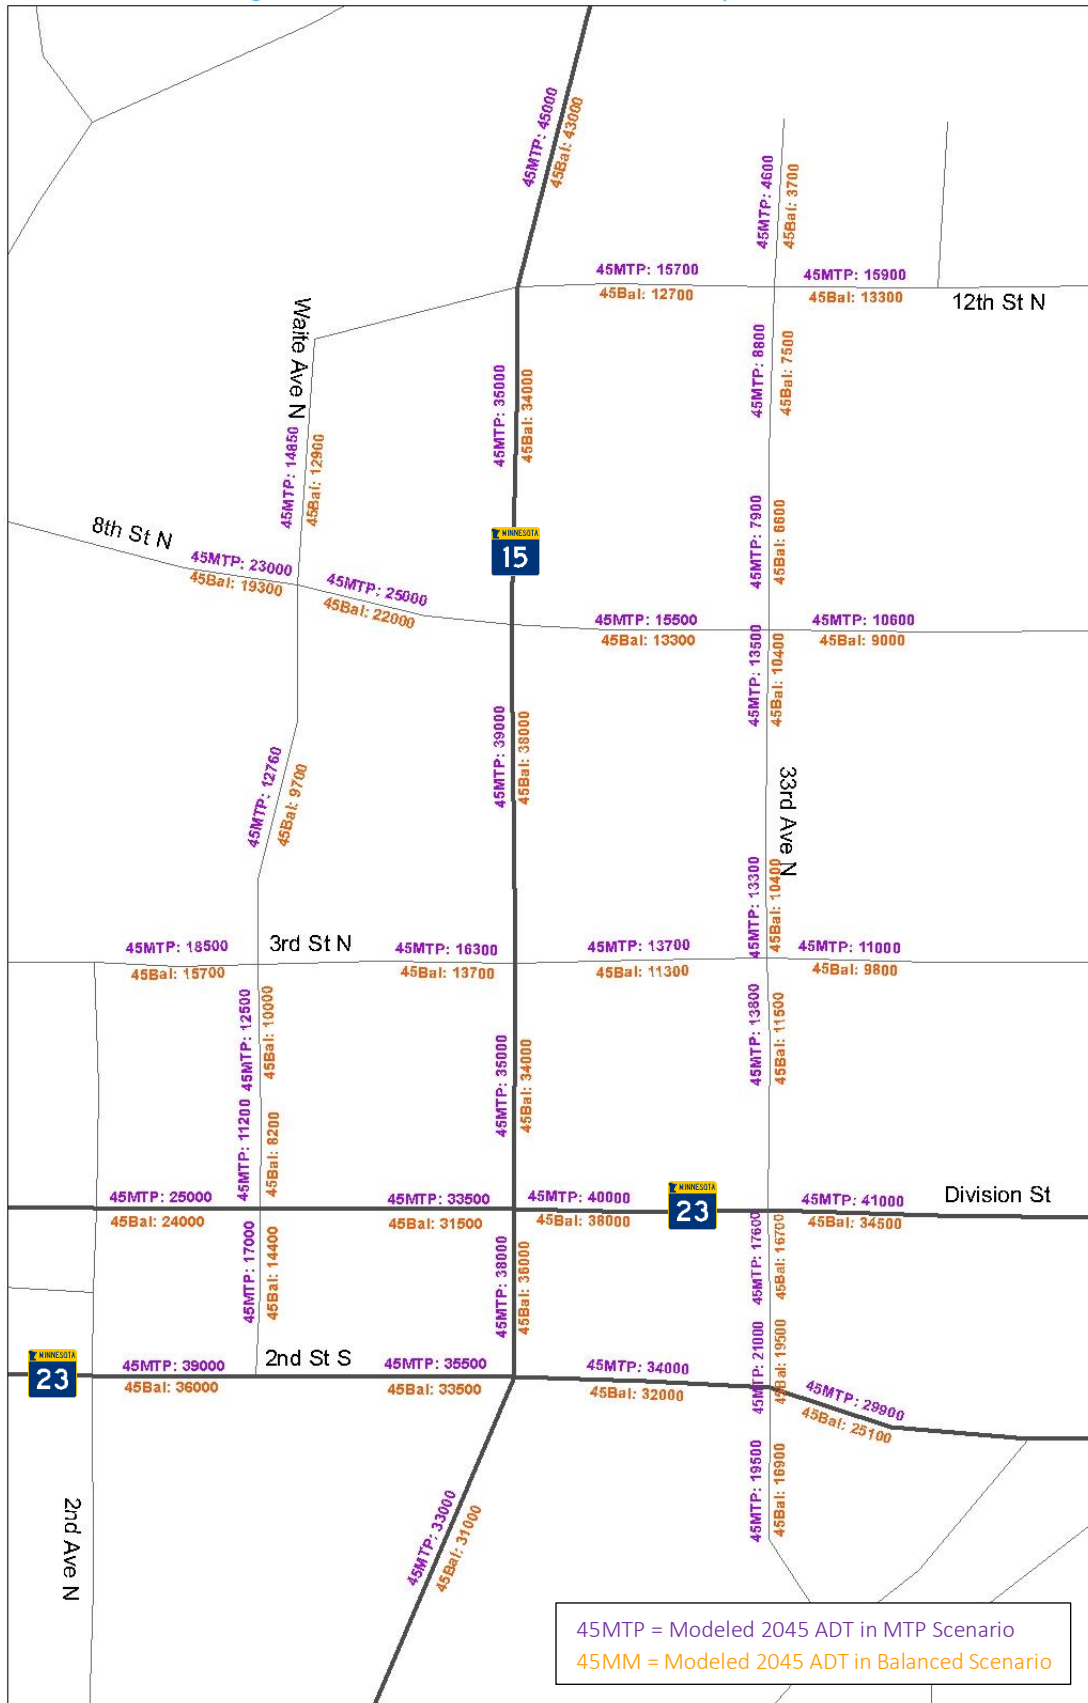 45MTP: 45000
45Bal: 43000
45MTP: 4600
45Bal: 3700
45MTP: 15700
45Bal: 12700
45MTP: 15900
45Bal: 13300
12th St N
Waite Ave N
45MTP: 35000
45Bal: 34000
45MTP: 8800
45Bal: 7500
45MTP: 14850
45Bal: 12900
8th St N
MINNESOTA
15
45MTP: 7900
45Bal: 6600
45MTP: 23000
45Bal: 19300
45MTP: 25000
45Bal: 22000
45MTP: 15500
45Bal: 13300
45MTP: 10600
45Bal: 9000
45MTP: 13500
45Bal: 10400
45MTP: 39000
45Bal: 38000
45MTP: 12760
45Bal: 9700
33rd Ave N
45MTP: 13300
45Bal: 10400
45MTP: 18500
45Bal: 15700
3rd St N
45MTP: 16300
45Bal: 13700
45MTP: 13700
45Bal: 11300
45MTP: 11000
45Bal: 9800
45MTP: 12500
45Bal: 10000
45MTP: 35000
45Bal: 34000
45MTP: 13800
45Bal: 11500
45MTP: 11200
45Bal: 8200
45MTP: 25000
45Bal: 24000
45MTP: 33500
45Bal: 31500
45MTP: 40000
45Bal: 38000
MINNESOTA
23
45MTP: 41000
45Bal: 34500
Division St
45MTP: 17000
45Bal: 14400
45MTP: 38000
45Bal: 36000
45MTP: 17600
45Bal: 16700
MINNESOTA
23
45MTP: 39000
45Bal: 36000
2nd St S
45MTP: 35500
45Bal: 33500
45MTP: 34000
45Bal: 32000
45MTP: 21000
45Bal: 19500
45MTP: 29900
45Bal: 25100
45MTP: 19500
45Bal: 16900
2nd Ave N
45MTP: 33000
45Bal: 31000
45MTP = Modeled 2045 ADT in MTP Scenario
45MM = Modeled 2045 ADT in Balanced Scenario